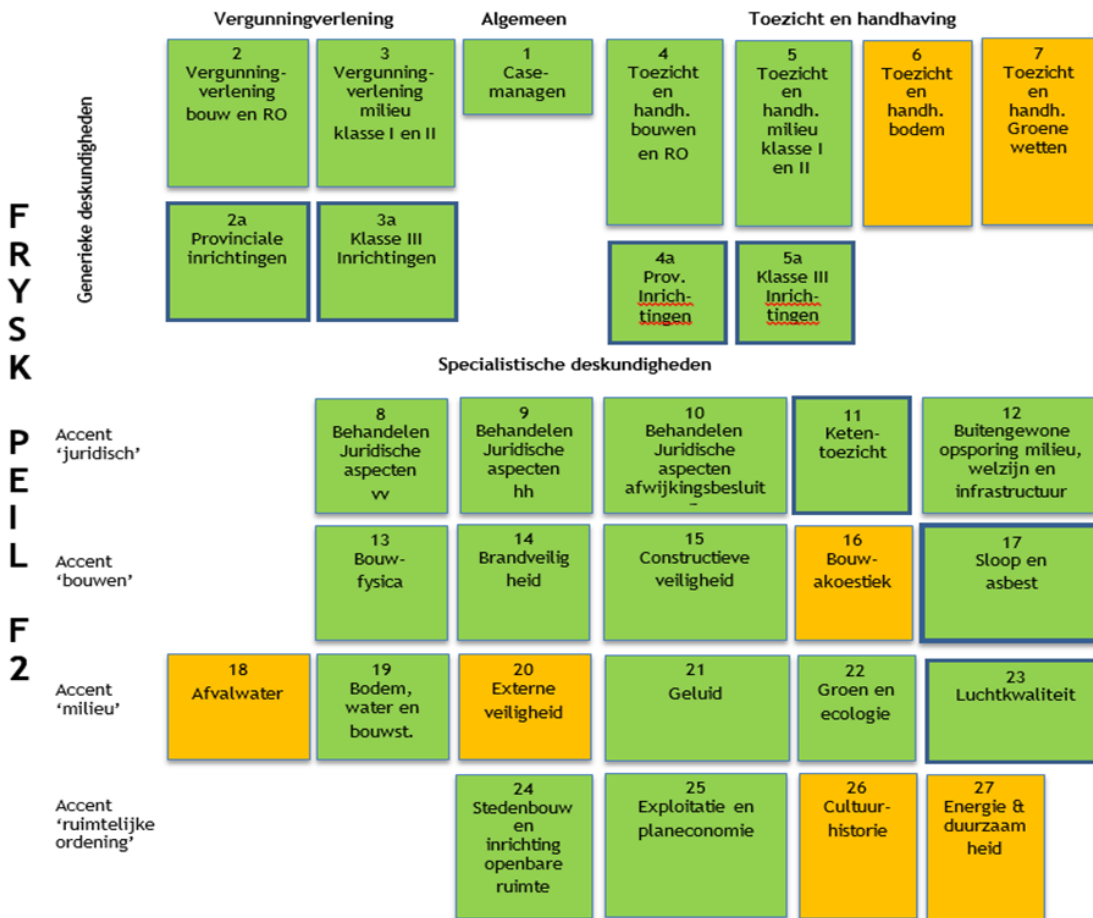 Vergunningverlening
Algemeen
Toezicht en handhaving
FRYSK PEIL F2
Generieke deskundigheden
2
Vergunning-
verlening
bouw en RO
3
Vergunning-
verlening
milieu
klasse I en II
1
Case-
managen
4
Toezicht
en
handh.
bouwen
en RO
5
Toezicht
en
handh.
milieu
klasse I
en II
6
Toezicht
en
handh.
bodem
7
Toezicht
en
handh.
Groene
wetten
2a
Provinciale
inrichtingen
3a
Klasse III
Inrichtingen
4a
Prov.
Inrich-
tingen
5a
Klasse III
Inrich-
tingen
Specialistische deskundigheden
Accent
‘juridisch’
8
Behandelen
Juridische
aspecten
vv
9
Behandelen
Juridische
aspecten
hh
10
Behandelen
Juridische
aspecten
afwijkingsbesluit
–
11
Keten-
toezicht
12
Buitengewone
opsporing milieu,
welzijn en
infrastructuur
Accent
‘bouwen’
13
Bouw-
fysica
14
Brandveilig
heid
15
Constructieve
veiligheid
16
Bouw-
akoestiek
17
Sloop en
asbest
Accent
‘milieu’
18
Afvalwater
19
Bodem,
water en
bouwst.
20
Externe
veiligheid
21
Geluid
22
Groen en
ecologie
23
Luchtkwaliteit
Accent
‘ruimtelijke
ordening’
24
Stedenbouw
en
inrichting
openbare
ruimte
25
Exploitatie en
planeconomie
26
Cultuur-
historie
27
Energie &
duurzaam
heid